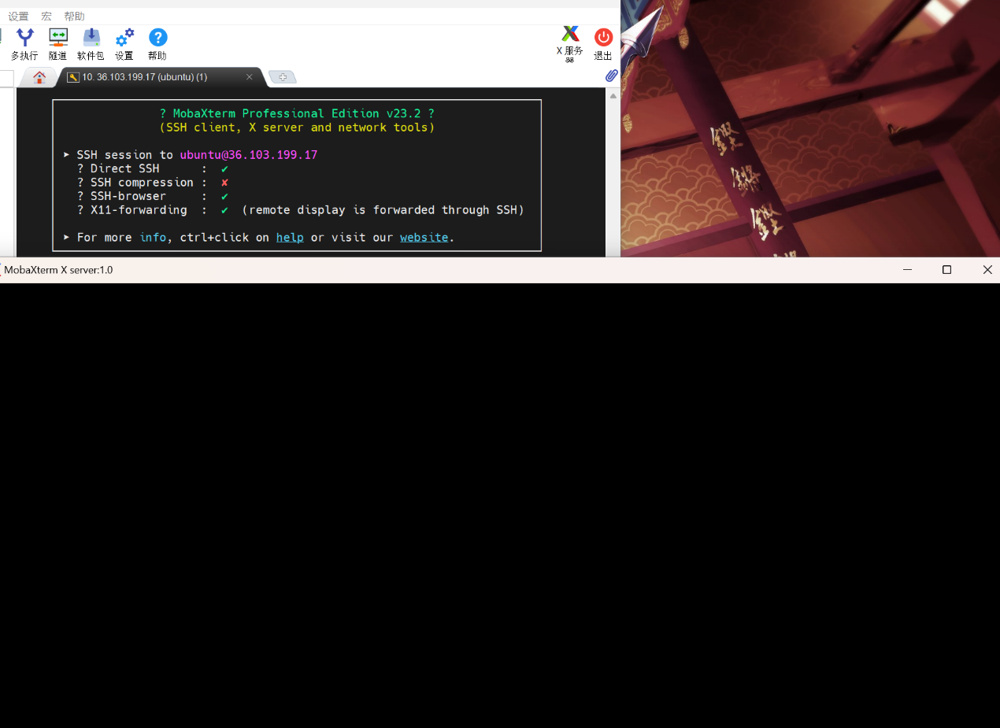 设置 宏 帮助
多执行 隧道 软件包 设置 帮助 X 服务器 退出
10. 36.103.199.17 (ubuntu) (1)
? MobaXterm Professional Edition v23.2 ?
(SSH client, X server and network tools)
► SSH session to ubuntu@36.103.199.17
? Direct SSH : ✔
? SSH compression : ✘
? SSH-browser : ✔
? X11-forwarding : ✔ (remote display is forwarded through SSH)
► For more info, ctrl+click on help or visit our website.
MobaXterm X server:1.0